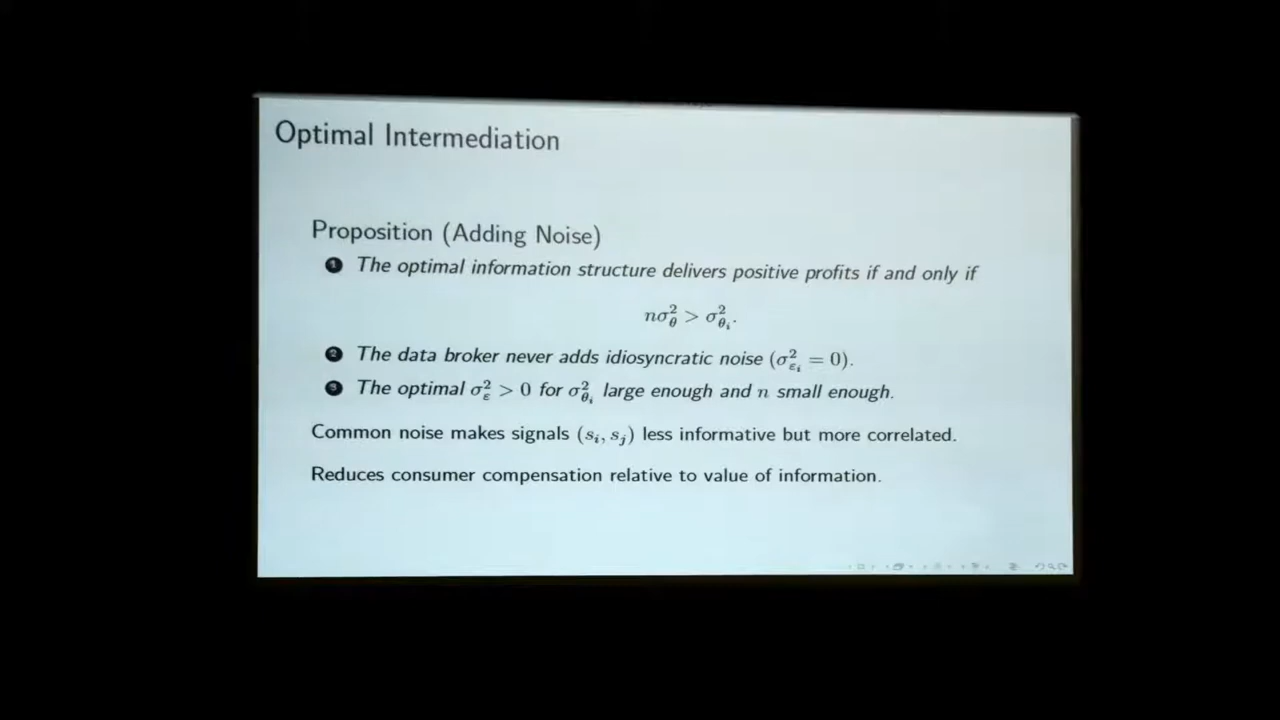 Optimal Intermediation
Proposition (Adding Noise)
1 The optimal information structure delivers positive profits if and only if
nσ²_θ > σ²_θᵢ.
2 The data broker never adds idiosyncratic noise (σ²_εᵢ = 0).
3 The optimal σ²_ε > 0 for σ²_θᵢ large enough and n small enough.
Common noise makes signals (sᵢ, sⱼ) less informative but more correlated.
Reduces consumer compensation relative to value of information.